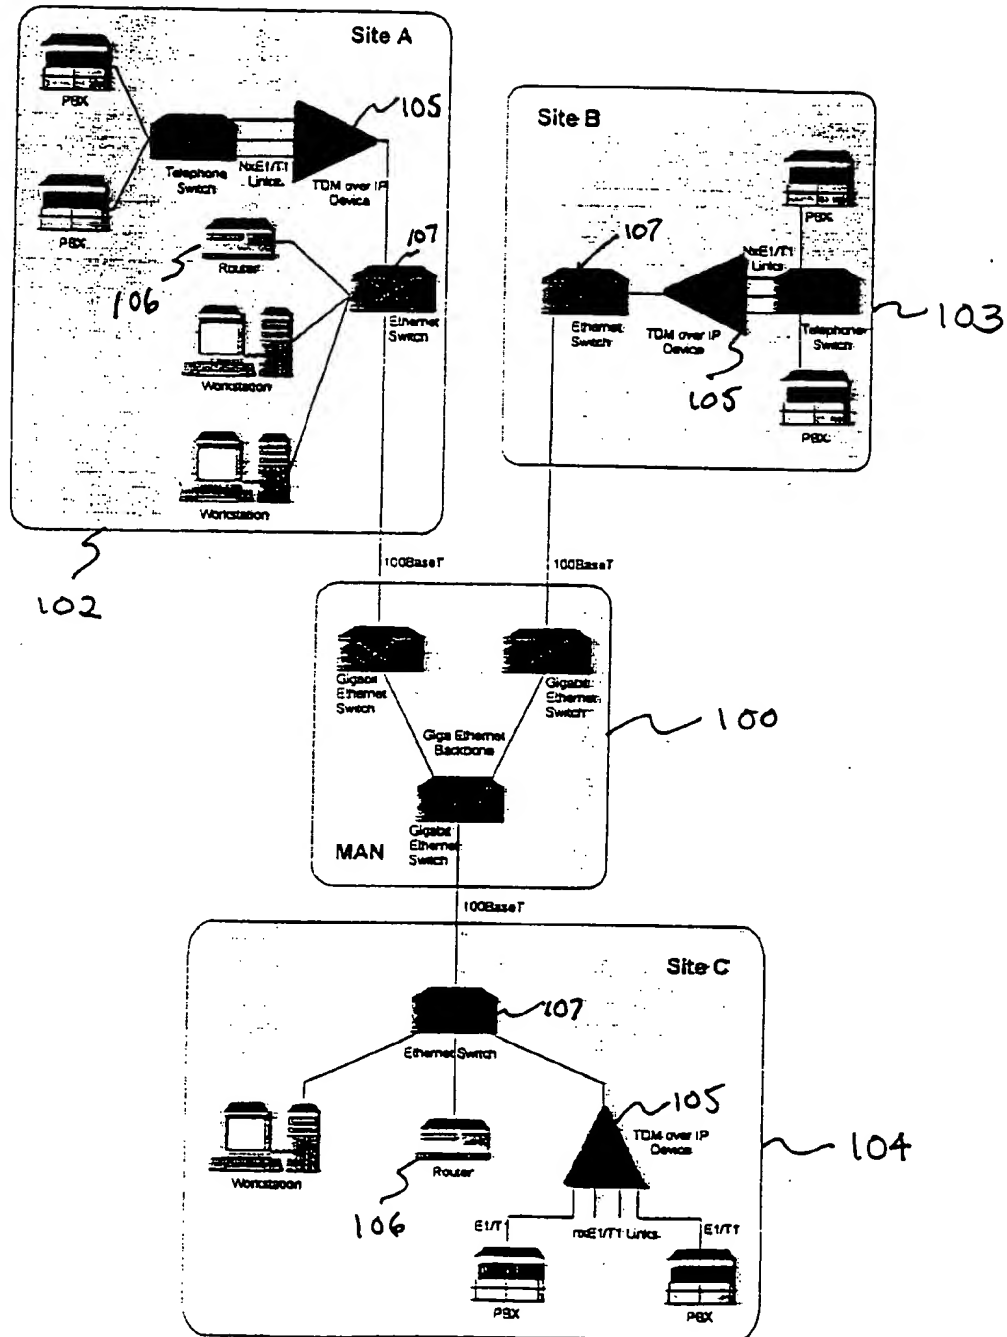 Site A
PBX
105
Telephone
Switch
NxE1/T1
Links
TDM over IP
Device
PBX
107
Router
106
Ethernet
Switch
Workstation
Workstation
102
100BaseT
Site B
PBX
107
NxE1/T1
Links
103
Ethernet
Switch
TDM over IP
Device
Telephone
Switch
105
PBX
100BaseT
Gigabit
Ethernet
Switch
Gigabit
Ethernet
Switch
100
Giga Ethernet
Backbone
Gigabit
Ethernet
Switch
MAN
100BaseT
Site C
107
Ethernet Switch
105
TDM over IP
Device
104
Workstation
Router
106
E1/T1
nxE1/T1 Links
E1/T1
PBX
PBX